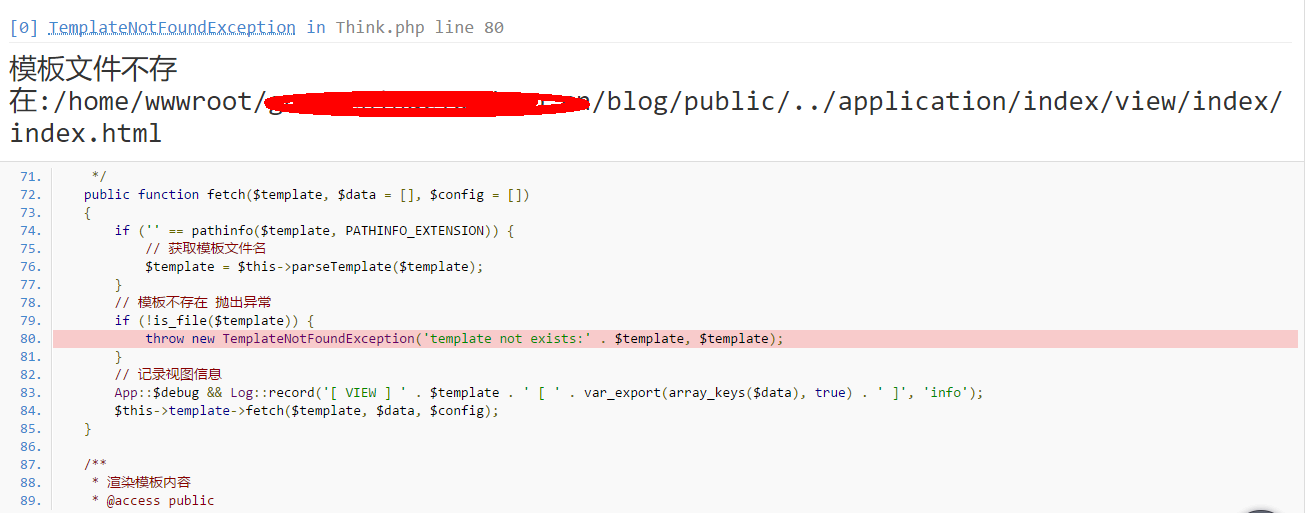 [0] TemplateNotFoundException in Think.php line 80
模板文件不存
在:/home/wwwroot/ /blog/public/../application/index/view/index/
index.html
71. */
72. public function fetch($template, $data = [], $config = [])
73. {
74. if ('' == pathinfo($template, PATHINFO_EXTENSION)) {
75. // 获取模板文件名
76. $template = $this->parseTemplate($template);
77. }
78. // 模板不存在 抛出异常
79. if (!is_file($template)) {
80. throw new TemplateNotFoundException('template not exists:' . $template, $template);
81. }
82. // 记录视图信息
83. App::$debug && Log::record('[ VIEW ] ' . $template . ' [ ' . var_export(array_keys($data), true) . ' ]', 'info');
84. $this->template->fetch($template, $data, $config);
85. }
86.
87. /**
88. * 渲染模板内容
89. * @access public